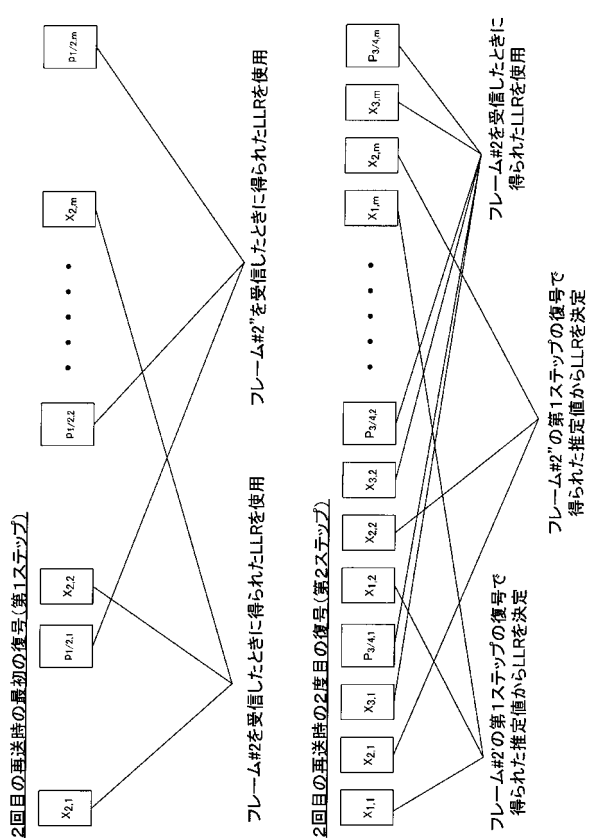 2回目の再送時の最初の復号(第1ステップ)
X2,1 P1/2,1 X2,2 P1/2,2 ・・・・・ X2,m P1/2,m
フレーム#2を受信したときに得られたLLRを使用
フレーム#2"を受信したときに得られたLLRを使用
2回目の再送時の2度目の復号(第2ステップ)
X1,1 X2,1 X3,1 P3/4,1 X1,2 X2,2 X3,2 P3/4,2 ・・・・・ X1,m X2,m X3,m P3/4,m
フレーム#2'の第1ステップの復号で
得られた推定値からLLRを決定
フレーム#2"の第1ステップの復号で
得られた推定値からLLRを決定
フレーム#2を受信したときに
得られたLLRを使用